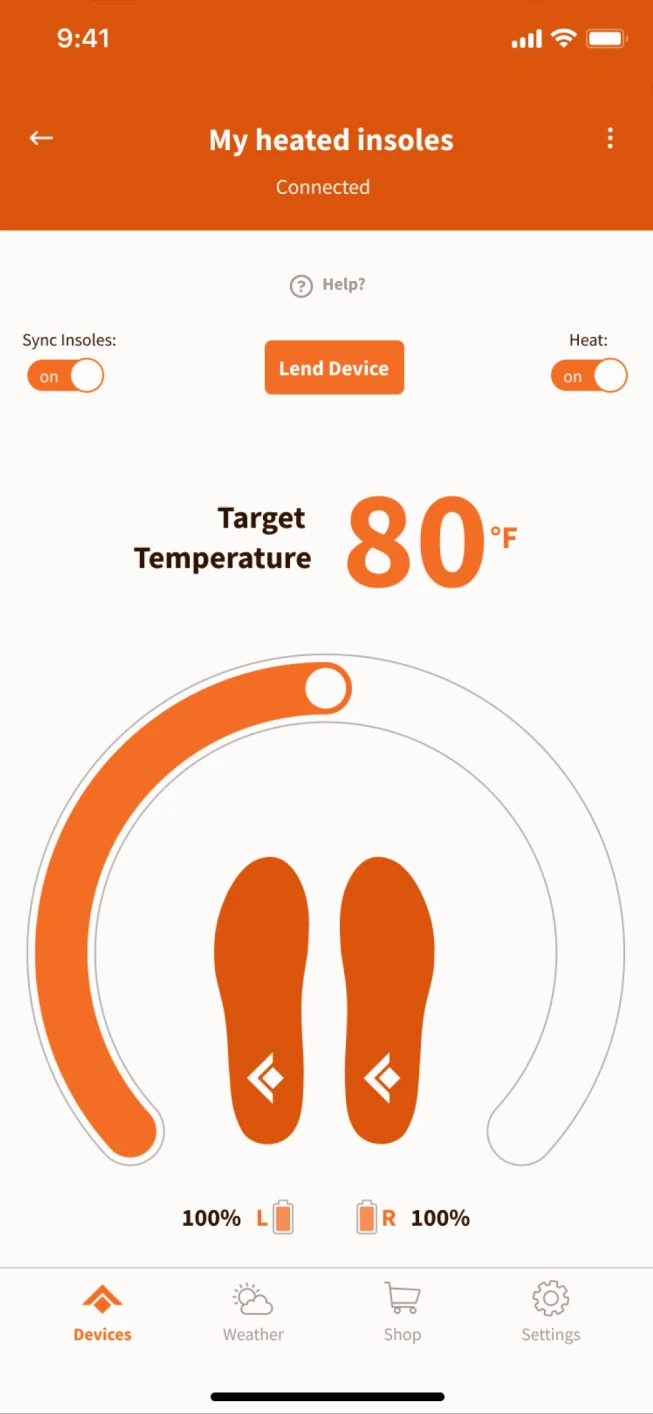 9:41
My heated insoles
Connected
? Help?
Sync Insoles:
on
Lend Device
Heat:
on
Target
Temperature
80 °F
100% L
R 100%
Devices
Weather
Shop
Settings